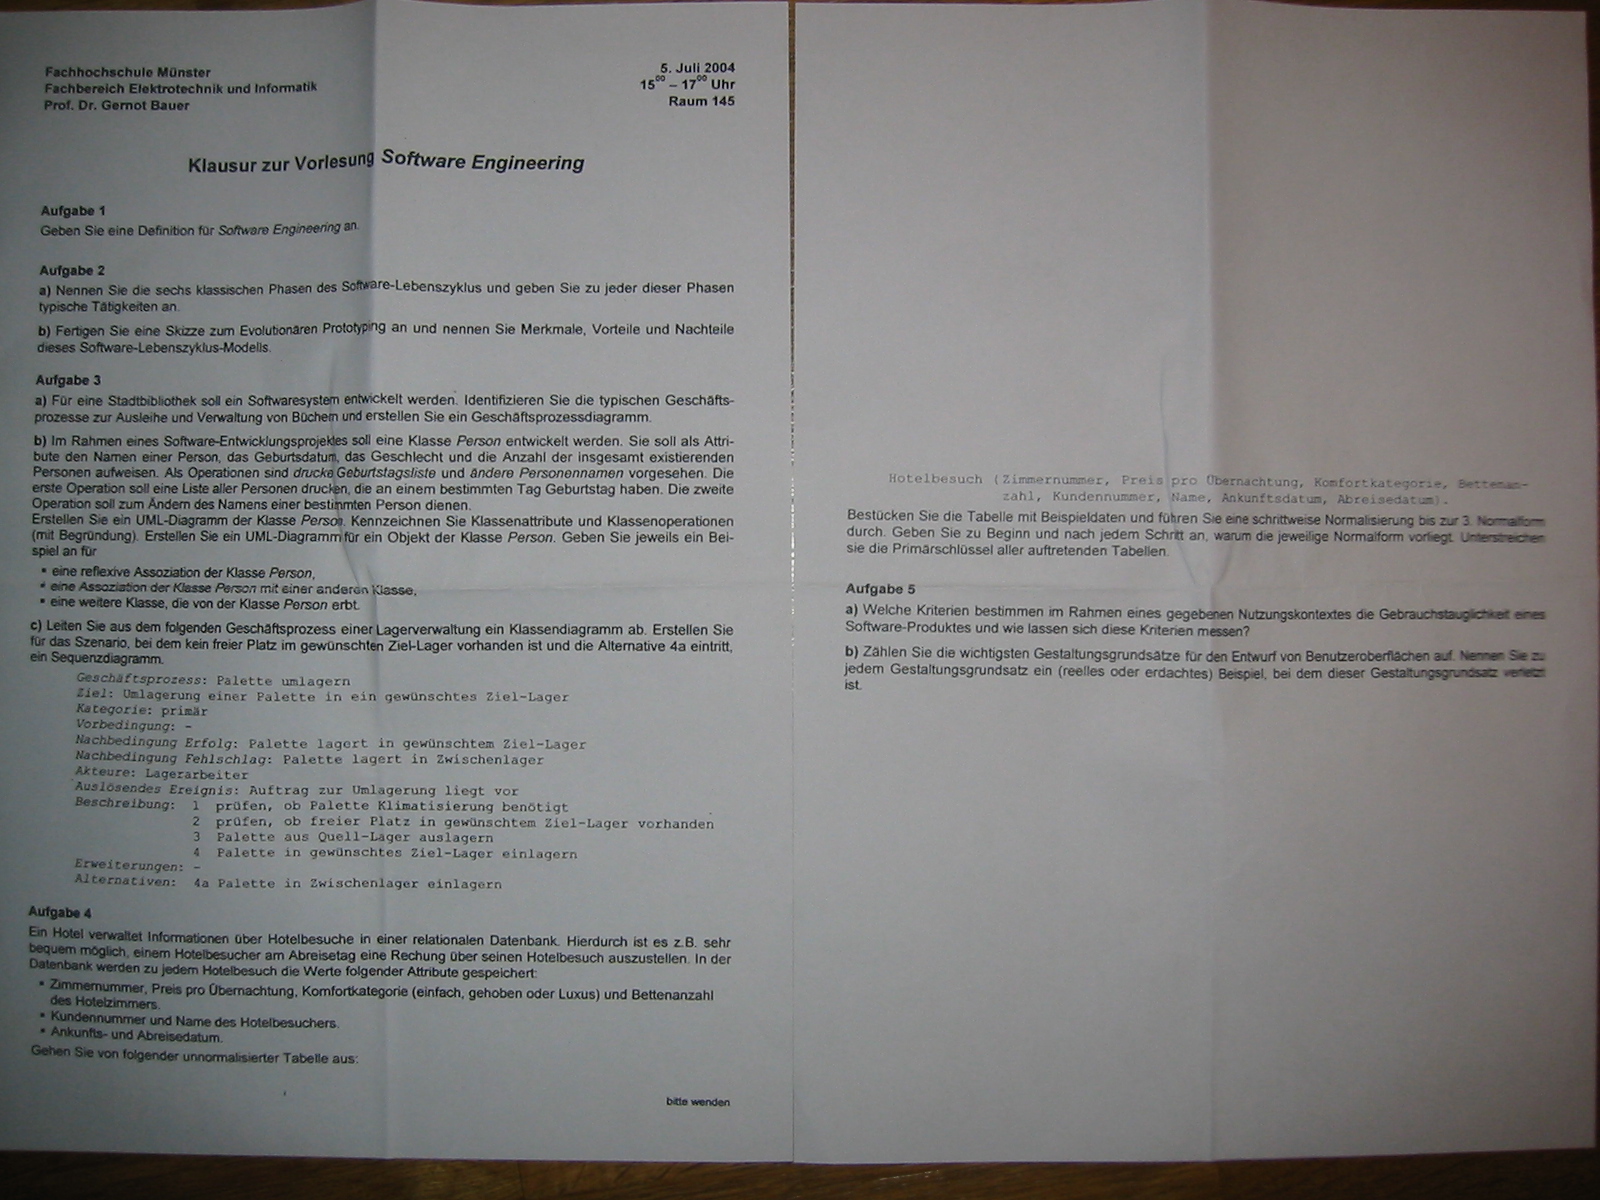 Fachhochschule Münster
Fachbereich Elektrotechnik und Informatik
Prof. Dr. Gernot Bauer
5. Juli 2004
15⁰⁰ – 17⁰⁰ Uhr
Raum 145
Klausur zur Vorlesung Software Engineering
Aufgabe 1
Geben Sie eine Definition für Software Engineering an.
Aufgabe 2
a) Nennen Sie die sechs klassischen Phasen des Software-Lebenszyklus und geben Sie zu jeder dieser Phasen
typische Tätigkeiten an.
b) Fertigen Sie eine Skizze zum Evolutionären Prototyping an und nennen Sie Merkmale, Vorteile und Nachteile
dieses Software-Lebenszyklus-Modells.
Aufgabe 3
a) Für eine Stadtbibliothek soll ein Softwaresystem entwickelt werden. Identifizieren Sie die typischen Geschäfts-
prozesse zur Ausleihe und Verwaltung von Büchern und erstellen Sie ein Geschäftsprozessdiagramm.
b) Im Rahmen eines Software-Entwicklungsprojektes soll eine Klasse Person entwickelt werden. Sie soll als Attri-
bute den Namen einer Person, das Geburtsdatum, das Geschlecht und die Anzahl der insgesamt existierenden
Personen aufweisen. Als Operationen sind drucke Geburtstagsliste und ändere Personennamen vorgesehen. Die
erste Operation soll eine Liste aller Personen drucken, die an einem bestimmten Tag Geburtstag haben. Die zweite
Operation soll zum Ändern des Namens einer bestimmten Person dienen.
Erstellen Sie ein UML-Diagramm der Klasse Person. Kennzeichnen Sie Klassenattribute und Klassenoperationen
(mit Begründung). Erstellen Sie ein UML-Diagramm für ein Objekt der Klasse Person. Geben Sie jeweils ein Bei-
spiel an für
▪ eine reflexive Assoziation der Klasse Person,
▪ eine Assoziation der Klasse Person mit einer anderen Klasse,
▪ eine weitere Klasse, die von der Klasse Person erbt.
c) Leiten Sie aus dem folgenden Geschäftsprozess einer Lagerverwaltung ein Klassendiagramm ab. Erstellen Sie
für das Szenario, bei dem kein freier Platz im gewünschten Ziel-Lager vorhanden ist und die Alternative 4a eintritt,
ein Sequenzdiagramm.
Geschäftsprozess: Palette umlagern
Ziel: Umlagerung einer Palette in ein gewünschtes Ziel-Lager
Kategorie: primär
Vorbedingung: -
Nachbedingung Erfolg: Palette lagert in gewünschtem Ziel-Lager
Nachbedingung Fehlschlag: Palette lagert in Zwischenlager
Akteure: Lagerarbeiter
Auslösendes Ereignis: Auftrag zur Umlagerung liegt vor
Beschreibung: 1 prüfen, ob Palette Klimatisierung benötigt
2 prüfen, ob freier Platz in gewünschtem Ziel-Lager vorhanden
3 Palette aus Quell-Lager auslagern
4 Palette in gewünschtes Ziel-Lager einlagern
Erweiterungen: -
Alternativen: 4a Palette in Zwischenlager einlagern
Aufgabe 4
Ein Hotel verwaltet Informationen über Hotelbesuche in einer relationalen Datenbank. Hierdurch ist es z.B. sehr
bequem möglich, einem Hotelbesucher am Abreisetag eine Rechung über seinen Hotelbesuch auszustellen. In der
Datenbank werden zu jedem Hotelbesuch die Werte folgender Attribute gespeichert:
▪ Zimmernummer, Preis pro Übernachtung, Komfortkategorie (einfach, gehoben oder Luxus) und Bettenanzahl
des Hotelzimmers.
▪ Kundennummer und Name des Hotelbesuchers.
▪ Ankunfts- und Abreisedatum.
Gehen Sie von folgender unnormalisierter Tabelle aus:
bitte wenden
Hotelbesuch (Zimmernummer, Preis pro Übernachtung, Komfortkategorie, Bettenan-
zahl, Kundennummer, Name, Ankunftsdatum, Abreisedatum).
Bestücken Sie die Tabelle mit Beispieldaten und führen Sie eine schrittweise Normalisierung bis zur 3. Normalform
durch. Geben Sie zu Beginn und nach jedem Schritt an, warum die jeweilige Normalform vorliegt. Unterstreichen
sie die Primärschlüssel aller auftretenden Tabellen.
Aufgabe 5
a) Welche Kriterien bestimmen im Rahmen eines gegebenen Nutzungskontextes die Gebrauchstauglichkeit eines
Software-Produktes und wie lassen sich diese Kriterien messen?
b) Zählen Sie die wichtigsten Gestaltungsgrundsätze für den Entwurf von Benutzeroberflächen auf. Nennen Sie zu
jedem Gestaltungsgrundsatz ein (reelles oder erdachtes) Beispiel, bei dem dieser Gestaltungsgrundsatz verletzt
ist.